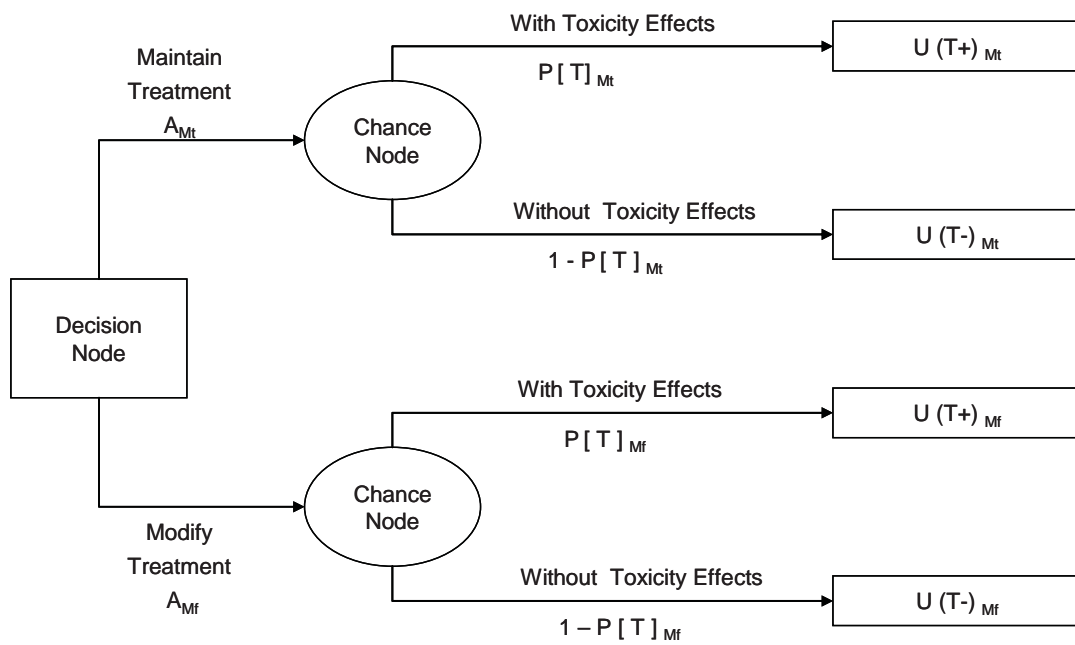 With Toxicity Effects
P [ T] Mt
U (T+) Mt
Maintain
Treatment
AMt
Chance
Node
Without  Toxicity Effects
1 - P [ T ] Mt
U (T-) Mt
Decision
Node
With Toxicity Effects
P [ T ] Mf
U (T+) Mf
Chance
Node
Modify
Treatment
AMf
Without  Toxicity Effects
1 – P [ T ] Mf
U (T-) Mf